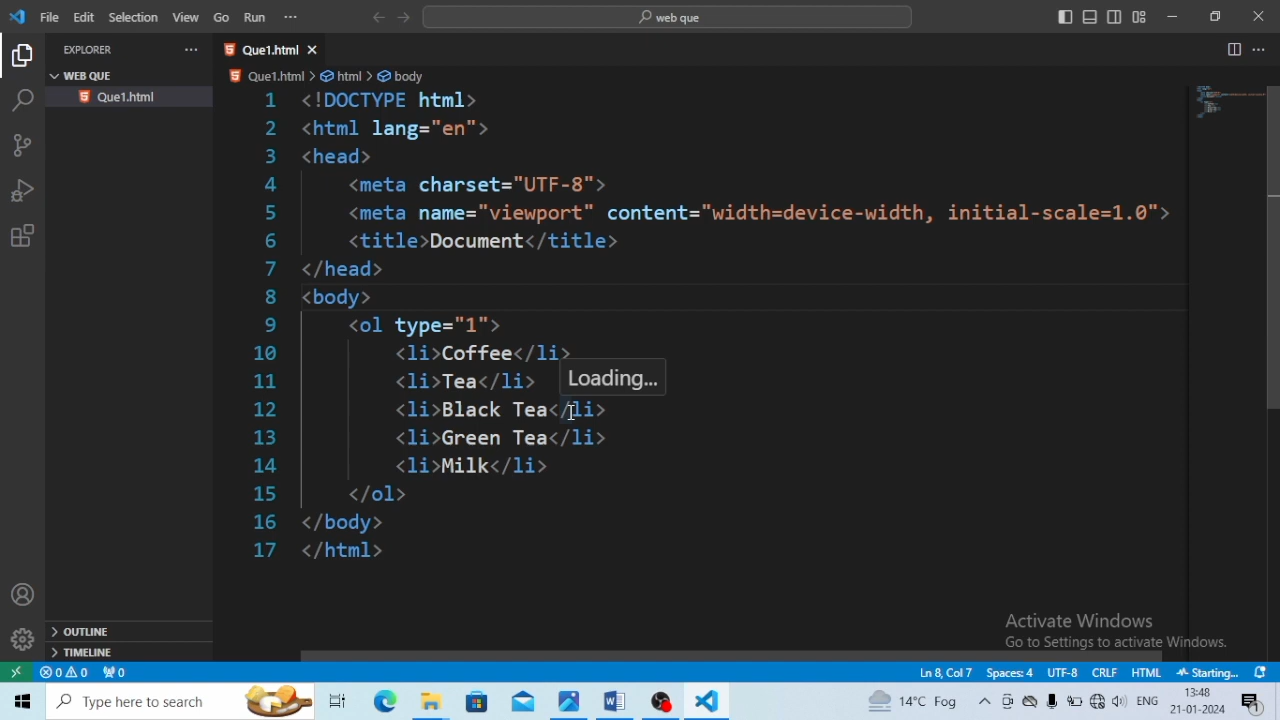 File Edit Selection View Go Run ··· web que
EXPLORER ···
Que1.html
WEB QUE
Que1.html
Que1.html > html > body
1 <!DOCTYPE html>
2 <html lang="en">
3 <head>
4 <meta charset="UTF-8">
5 <meta name="viewport" content="width=device-width, initial-scale=1.0">
6 <title>Document</title>
7 </head>
8 <body>
9 <ol type="1">
10 <li>Coffee</li>
11 <li>Tea</li>
Loading...
12 <li>Black Tea</li>
13 <li>Green Tea</li>
14 <li>Milk</li>
15 </ol>
16 </body>
17 </html>
Activate Windows
Go to Settings to activate Windows.
OUTLINE
TIMELINE
0 0 0 Ln 8, Col 7 Spaces: 4 UTF-8 CRLF HTML Starting...
Type here to search 14°C Fog ENG 13:48
21-01-2024 1